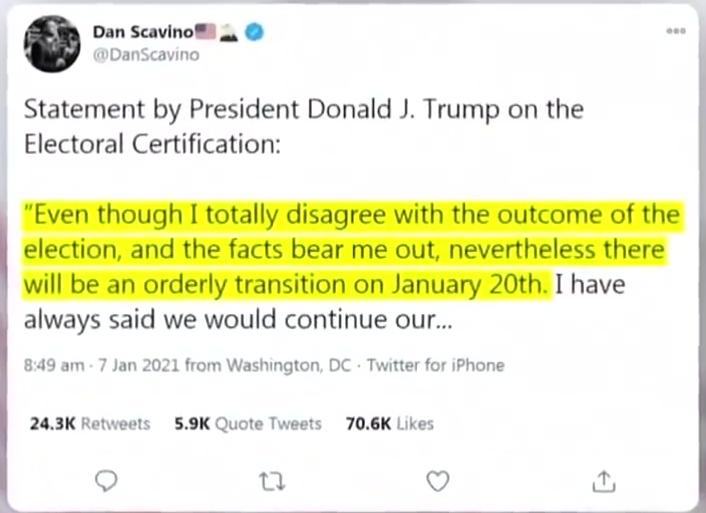 Dan Scavino🇺🇸🦅
@DanScavino
Statement by President Donald J. Trump on the
Electoral Certification:
"Even though I totally disagree with the outcome of the
election, and the facts bear me out, nevertheless there
will be an orderly transition on January 20th. I have
always said we would continue our...
8:49 am · 7 Jan 2021 from Washington, DC · Twitter for iPhone
24.3K Retweets 5.9K Quote Tweets 70.6K Likes